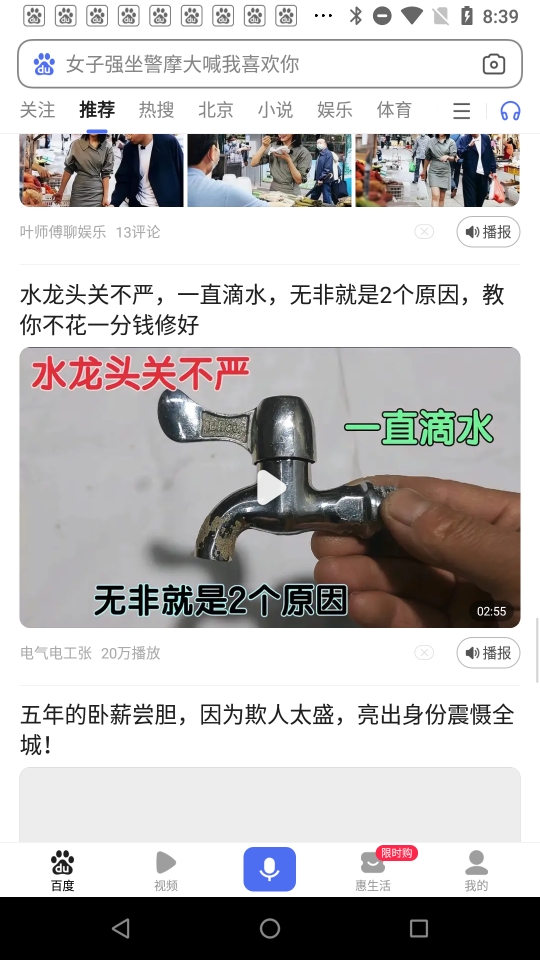 8:39
du
女子强坐警摩大喊我喜欢你
关注 推荐 热搜 北京 小说 娱乐 体育
叶师傅聊娱乐 13评论
播报
水龙头关不严，一直滴水，无非就是2个原因，教
你不花一分钱修好
水龙头关不严
一直滴水
无非就是2个原因
02:55
电气电工张 20万播放
播报
五年的卧薪尝胆，因为欺人太盛，亮出身份震慑全
城！
限时购
百度 视频 惠生活 我的